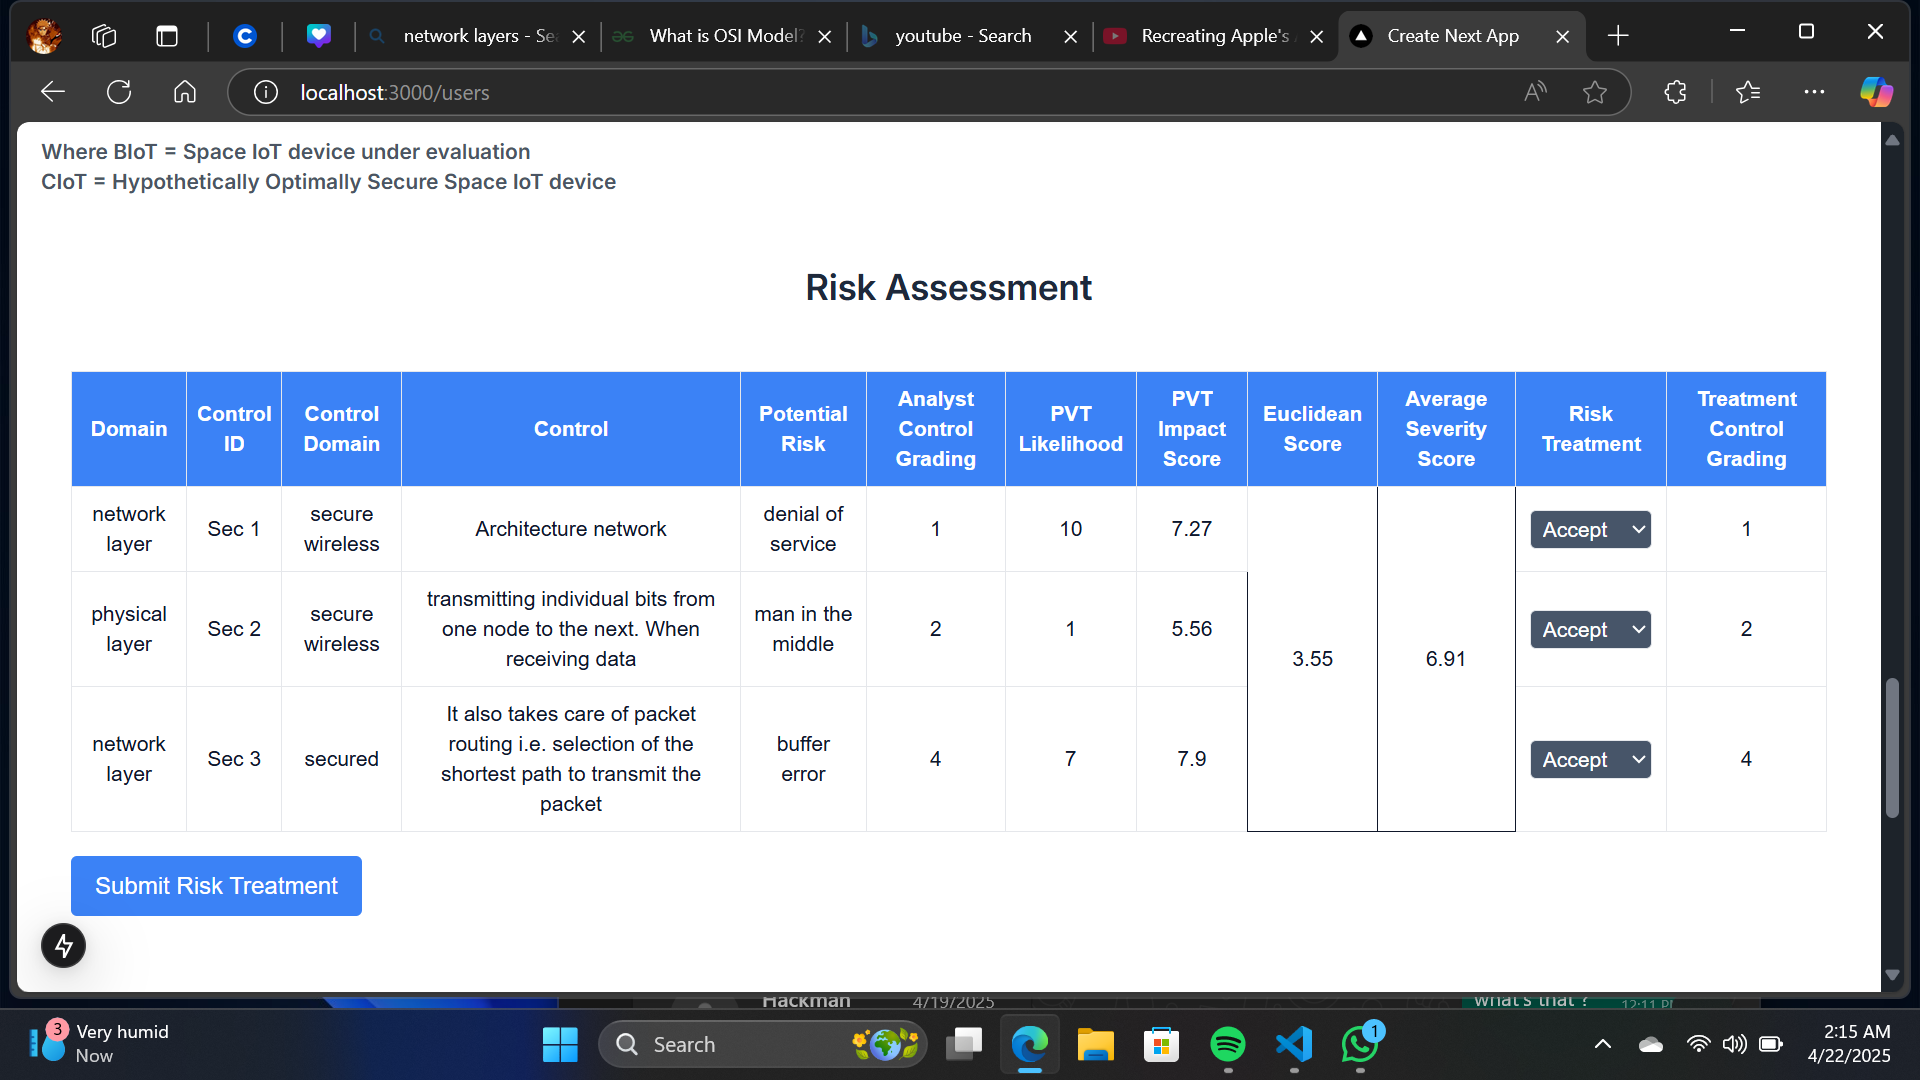 network layers - Se
What is OSI Model?
youtube - Search
Recreating Apple's
Create Next App
localhost:3000/users
Where BIoT = Space IoT device under evaluation
CIoT = Hypothetically Optimally Secure Space IoT device
Risk Assessment
Domain
Control
ID
Control
Domain
Control
Potential
Risk
Analyst
Control
Grading
PVT
Likelihood
PVT
Impact
Score
Euclidean
Score
Average
Severity
Score
Risk
Treatment
Treatment
Control
Grading
network
layer
Sec 1
secure
wireless
Architecture network
denial of
service
1
10
7.27
Accept
1
physical
layer
Sec 2
secure
wireless
transmitting individual bits from
one node to the next. When
receiving data
man in the
middle
2
1
5.56
3.55
6.91
Accept
2
network
layer
Sec 3
secured
It also takes care of packet
routing i.e. selection of the
shortest path to transmit the
packet
buffer
error
4
7
7.9
Accept
4
Submit Risk Treatment
Hackman
4/19/2025
what's that ?
12:11 PM
3
Very humid
Now
Search
1
2:15 AM
4/22/2025